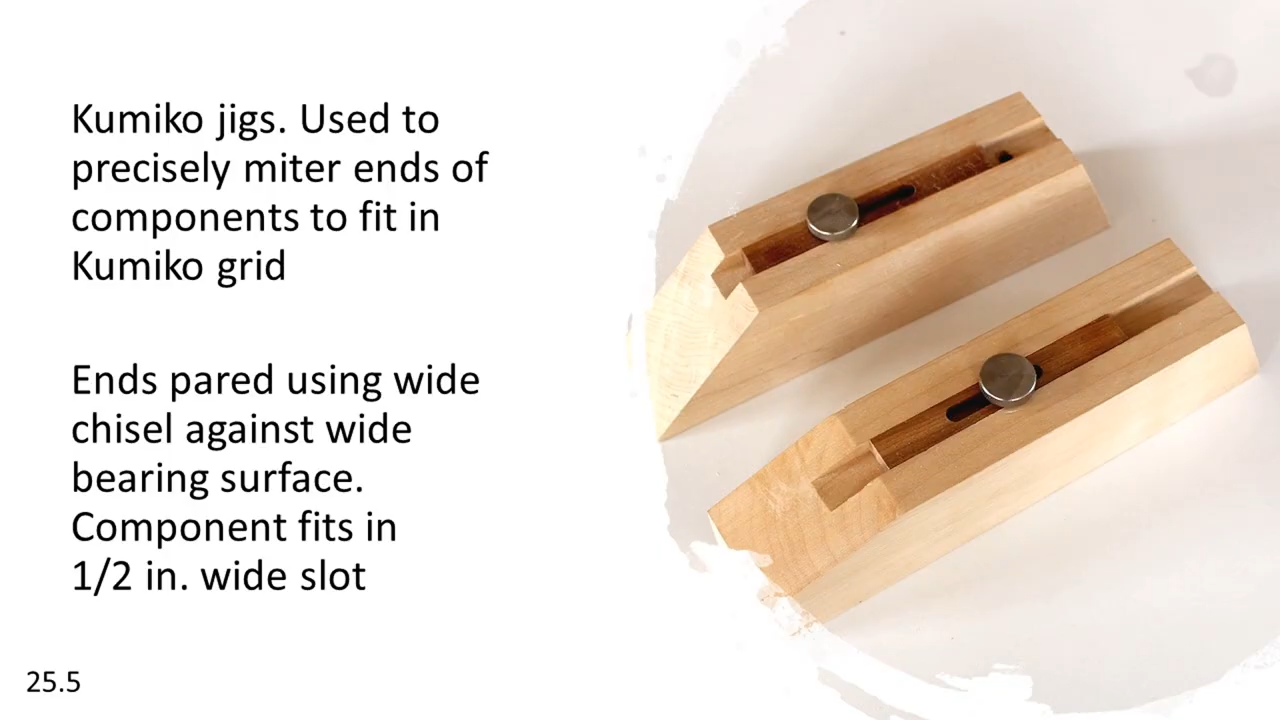 Kumiko jigs. Used to
precisely miter ends of
components to fit in
Kumiko grid
Ends pared using wide
chisel against wide
bearing surface.
Component fits in
1/2 in. wide slot
25.5